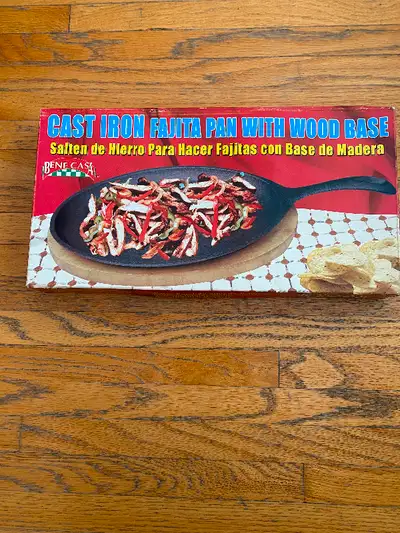 CAST IRON FAJITA PAN WITH WOOD BASE
Salten de Hierro Para Hacer Fajitas con Base de Madera
BENE CASA